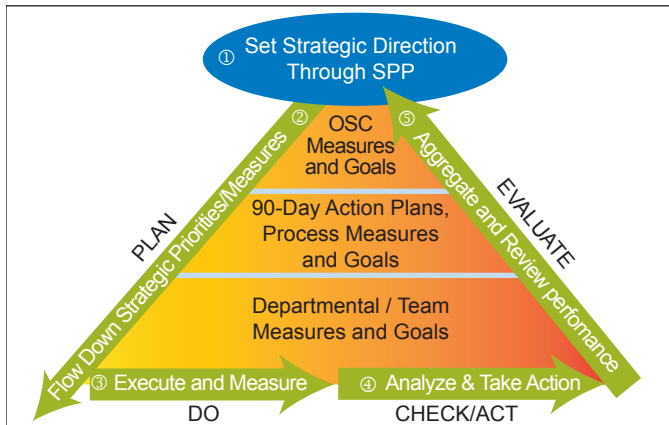 ① Set Strategic Direction
Through SPP
② Flow Down Strategic Priorities/Measures
PLAN
OSC
Measures
and Goals
90-Day Action Plans,
Process Measures
and Goals
Departmental / Team
Measures and Goals
③ Execute and Measure
DO
④ Analyze & Take Action
CHECK/ACT
⑤ Aggregate and Review perfomance
EVALUATE